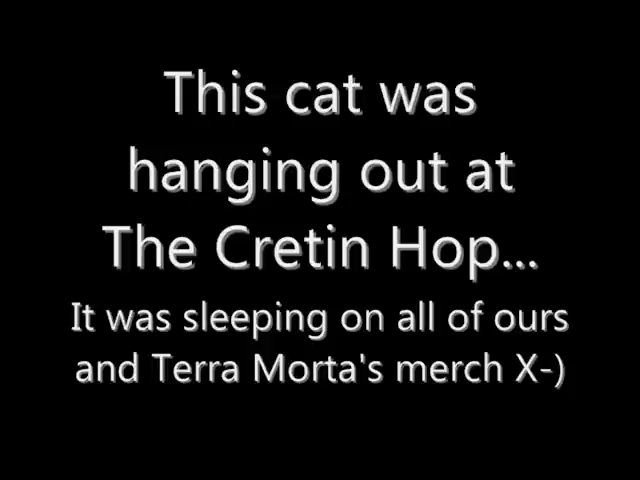 This cat was
hanging out at
The Cretin Hop...
It was sleeping on all of ours
and Terra Morta's merch X-)